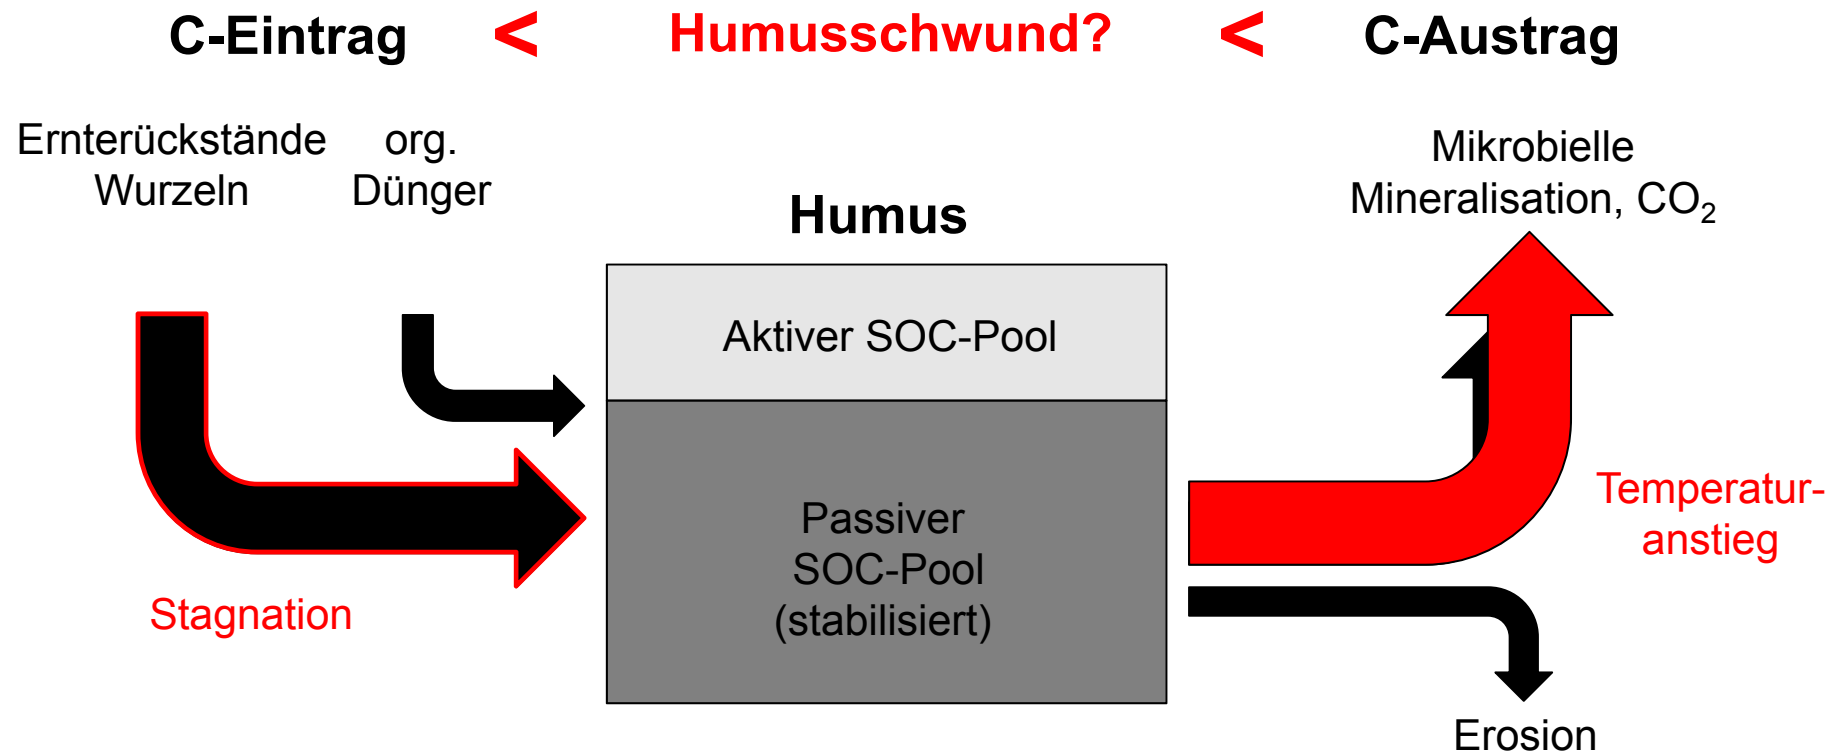 C-Eintrag < Humusschwund? < C-Austrag
Ernterückstände
Wurzeln
org.
Dünger
Humus
Aktiver SOC-Pool
Passiver
SOC-Pool
(stabilisiert)
Stagnation
Mikrobielle
Mineralisation, CO₂
Temperatur-
anstieg
Erosion